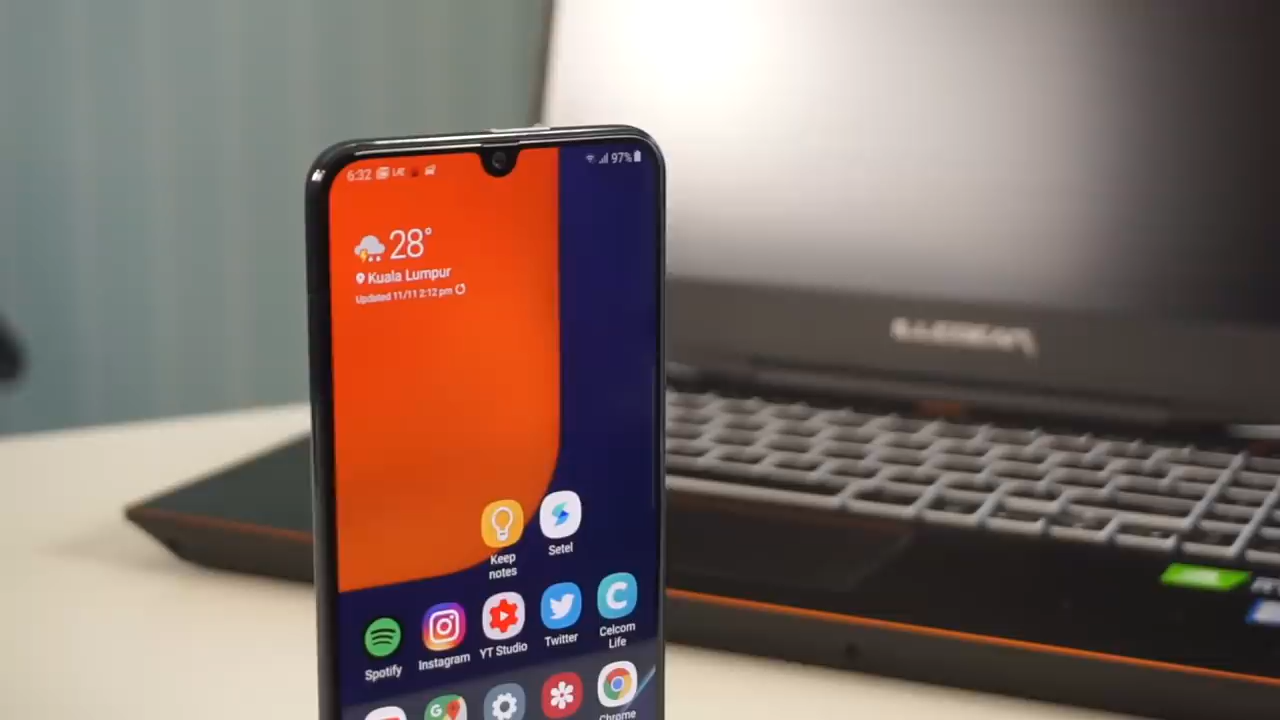 6:32
97%
28°
Kuala Lumpur
Updated 11/11 2:12 pm
Keep
notes
Setel
Spotify
Instagram
YT Studio
Twitter
Celcom
Life
Chrome